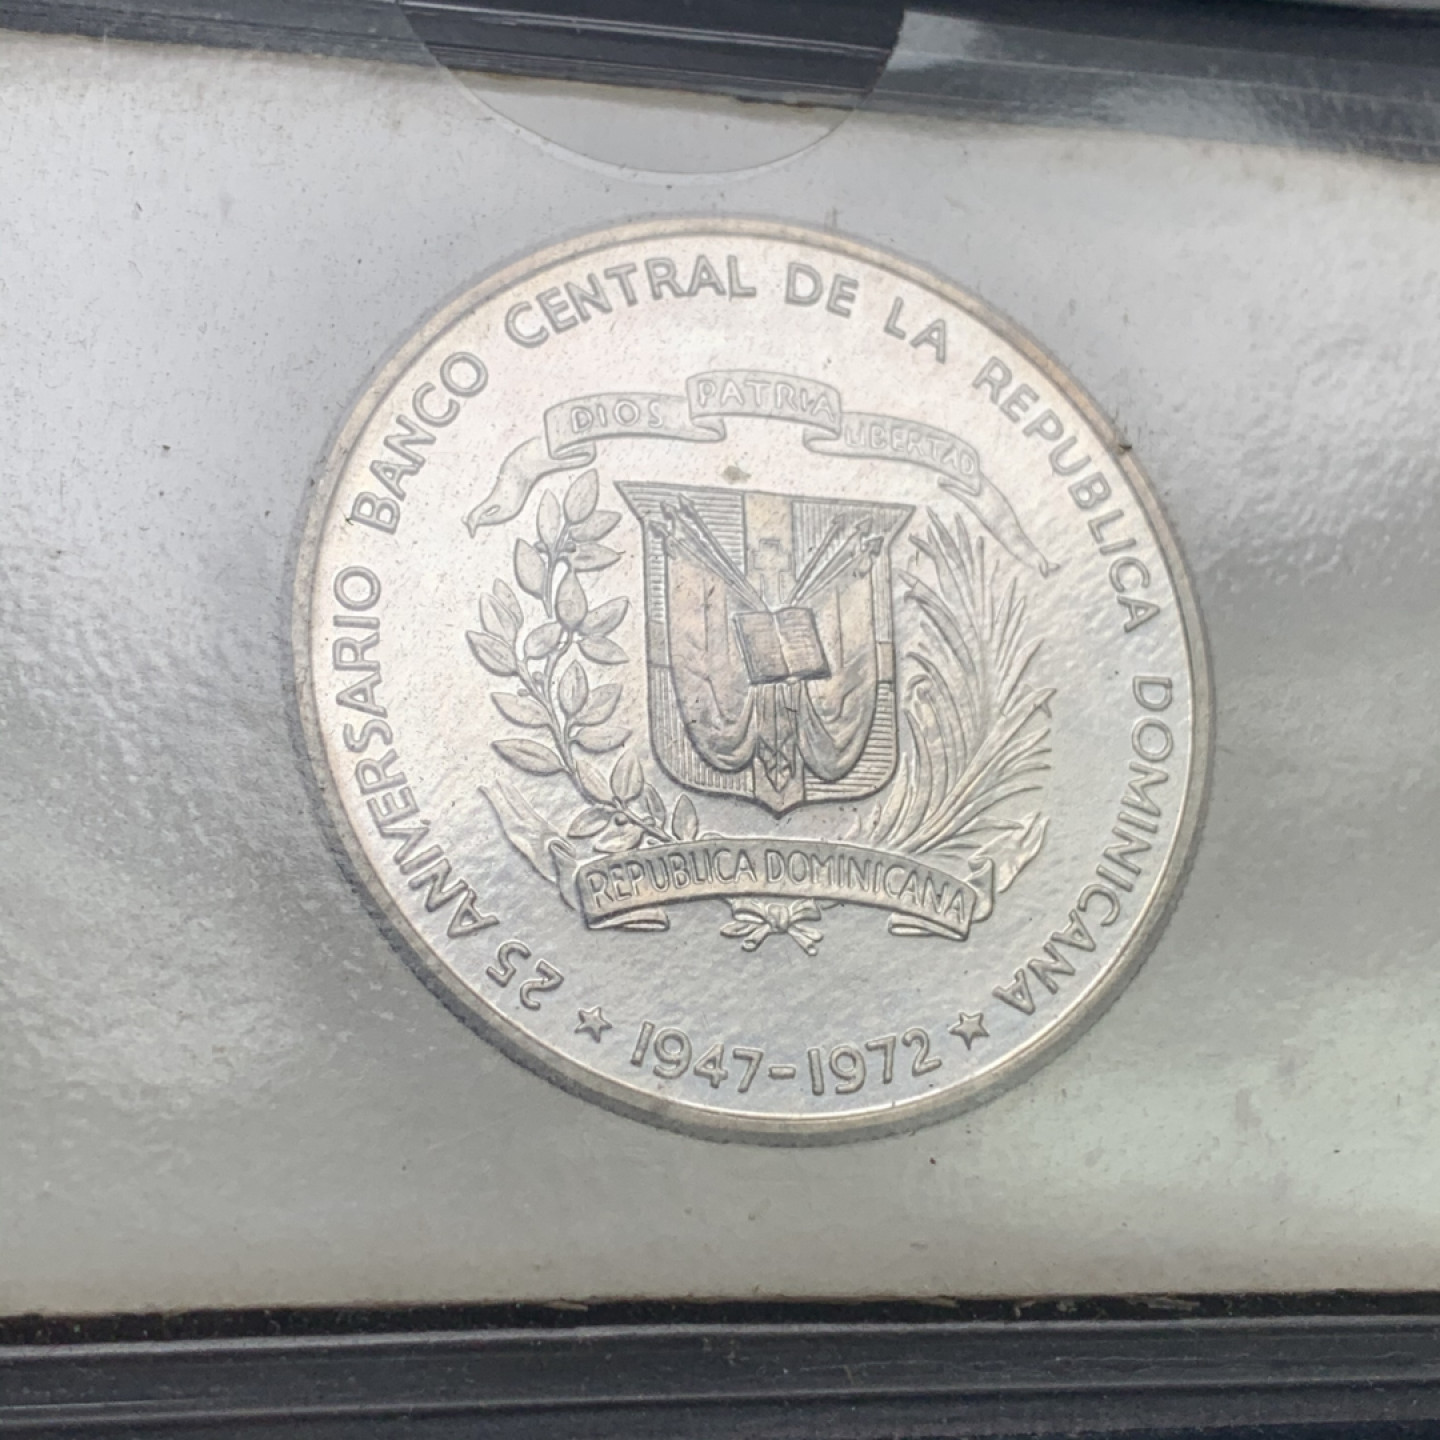 25 ANIVERSARIO BANCO CENTRAL DE LA REPUBLICA DOMINICANA
DIOS PATRIA LIBERTAD
REPUBLICA DOMINICANA
★ 1947-1972 ★